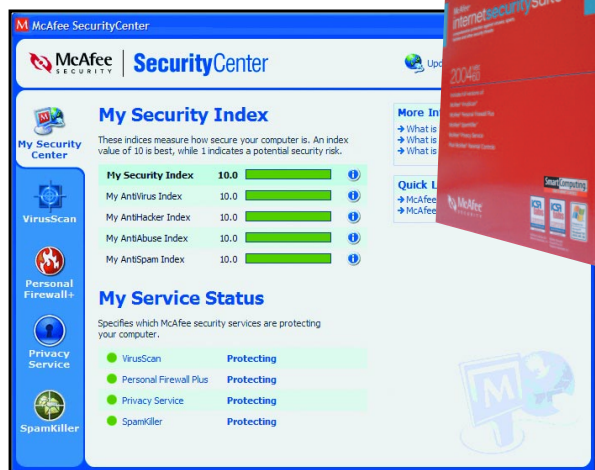 McAfee SecurityCenter
McAfee SECURITY
SecurityCenter
Upd
My Security Center
VirusScan
Personal Firewall+
Privacy Service
SpamKiller
My Security Index
These indices measure how secure your computer is. An index
value of 10 is best, while 1 indicates a potential security risk.
My Security Index 10.0
My AntiVirus Index 10.0
My AntiHacker Index 10.0
My AntiAbuse Index 10.0
My AntiSpam Index 10.0
My Service Status
Specifies which McAfee security services are protecting
your computer.
VirusScan Protecting
Personal Firewall Plus Protecting
Privacy Service Protecting
SpamKiller Protecting
More In
What is
What is
What is
Quick L
McAfee
McAfee
McAfee
internetsecuritysuite
2004
SmartComputing
McAfee
SECURITY
ICSA
ICSA